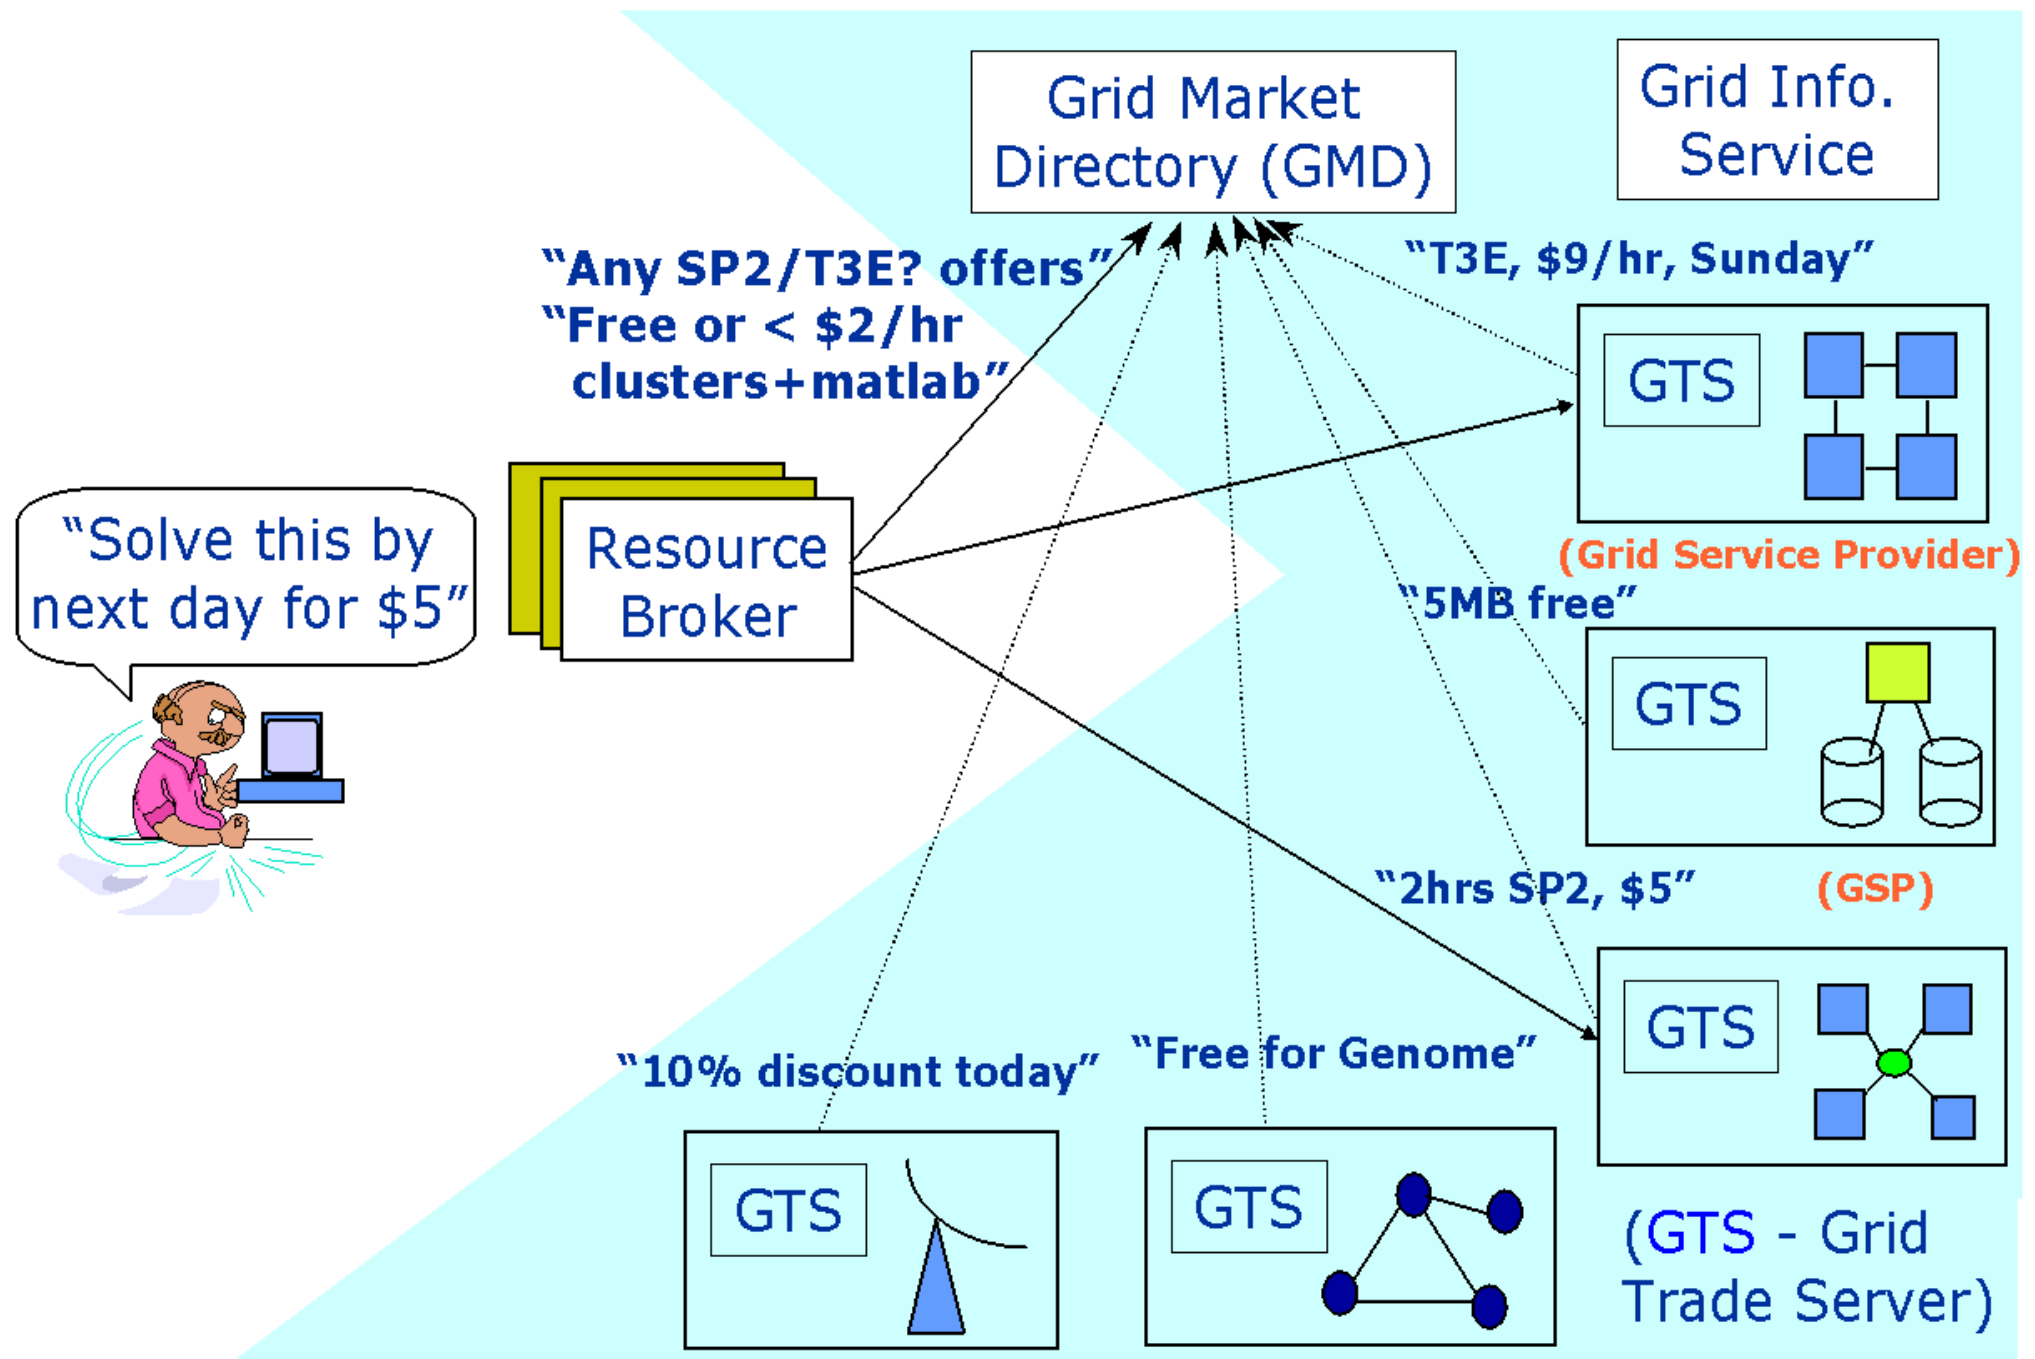 Grid Market
Directory (GMD)
Grid Info.
Service
“Any SP2/T3E? offers”
“Free or < $2/hr
clusters+matlab”
“T3E, $9/hr, Sunday”
GTS
“Solve this by
next day for $5”
Resource
Broker
(Grid Service Provider)
“5MB free”
GTS
“2hrs SP2, $5”
(GSP)
GTS
“10% discount today”
“Free for Genome”
GTS
GTS
(GTS - Grid
Trade Server)